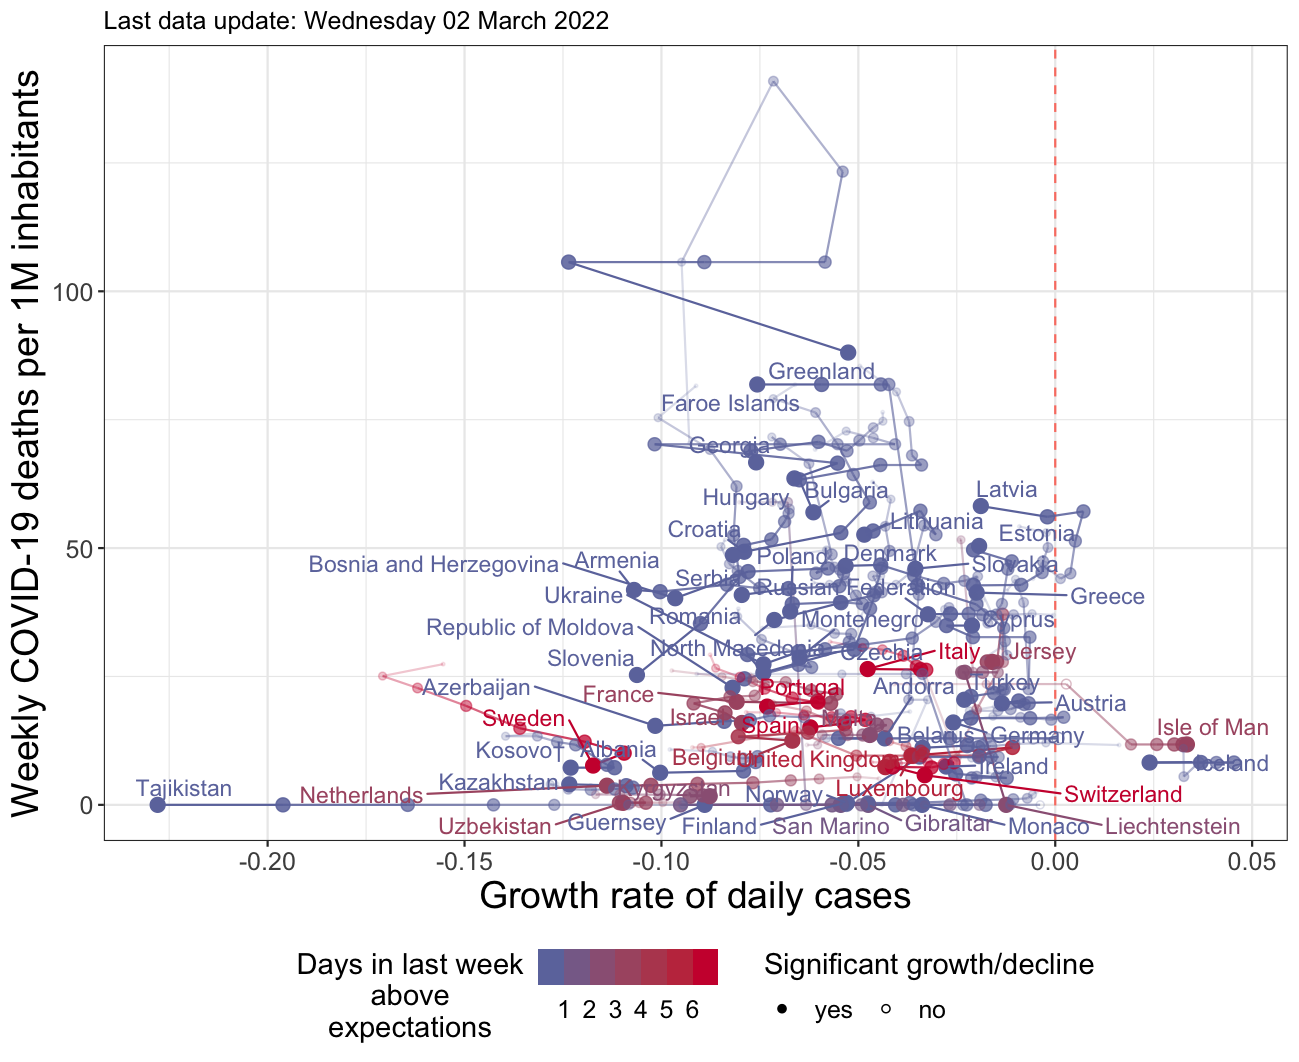 Last data update: Wednesday 02 March 2022
Weekly COVID-19 deaths per 1M inhabitants
100
50
0
Greenland
Faroe Islands
Georgia
Hungary
Bulgaria
Latvia
Croatia
Lithuania
Estonia
Bosnia and Herzegovina
Armenia
Poland
Denmark
Slovakia
Serbia
Russian Federation
Ukraine
Greece
Romania
Montenegro
Cyprus
Republic of Moldova
North Macedonia
Czechia
Italy
Jersey
Slovenia
Azerbaijan
France
Portugal
Andorra
Turkey
Austria
Sweden
Israel
Spain
Malta
Isle of Man
Kosovo
Albania
Belgium
United Kingdom
Belarus
Germany
Ireland
Iceland
Tajikistan
Netherlands
Kazakhstan
Kyrgyzstan
Norway
Luxembourg
Switzerland
Uzbekistan
Guernsey
Finland
San Marino
Gibraltar
Monaco
Liechtenstein
-0.20
-0.15
-0.10
-0.05
0.00
0.05
Growth rate of daily cases
Days in last week
above
expectations
1 2 3 4 5 6
Significant growth/decline
yes
no